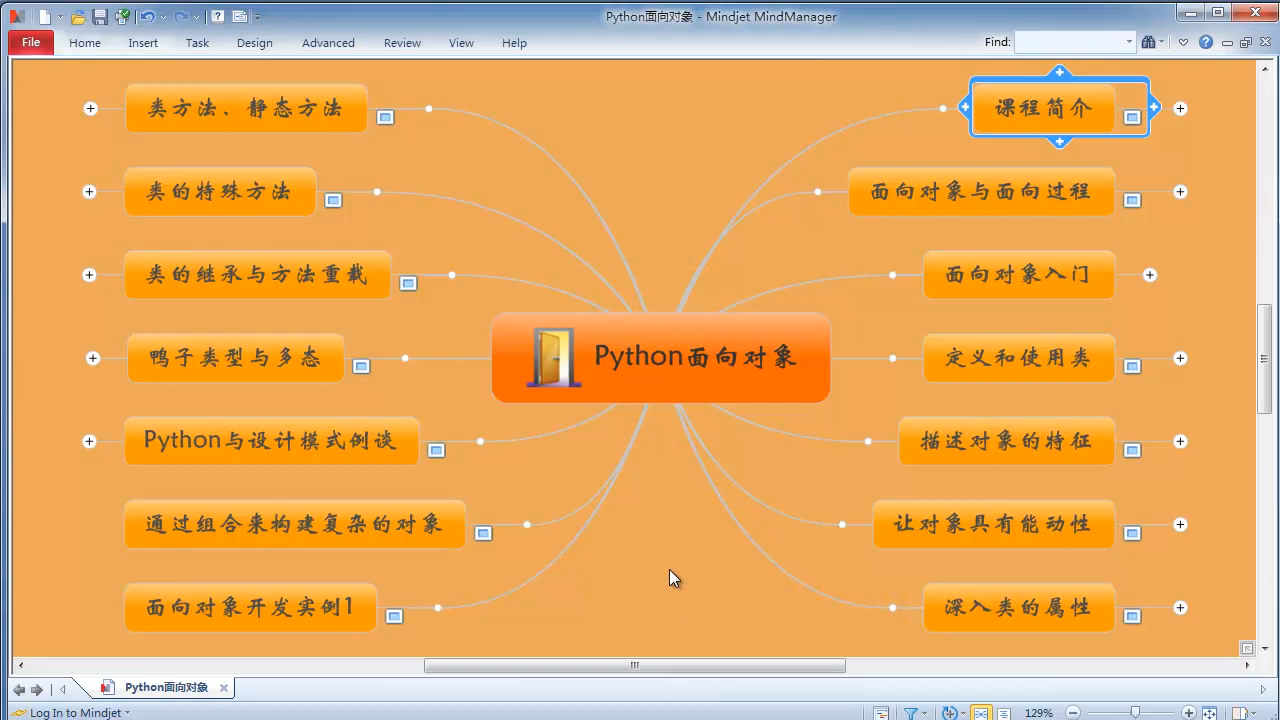 Python面向对象 - Mindjet MindManager
File Home Insert Task Design Advanced Review View Help Find:
类方法、静态方法
类的特殊方法
类的继承与方法重载
鸭子类型与多态
Python与设计模式例谈
通过组合来构建复杂的对象
面向对象开发实例1
Python面向对象
课程简介
面向对象与面向过程
面向对象入门
定义和使用类
描述对象的特征
让对象具有能动性
深入类的属性
Python面向对象
Log In to Mindjet 129%